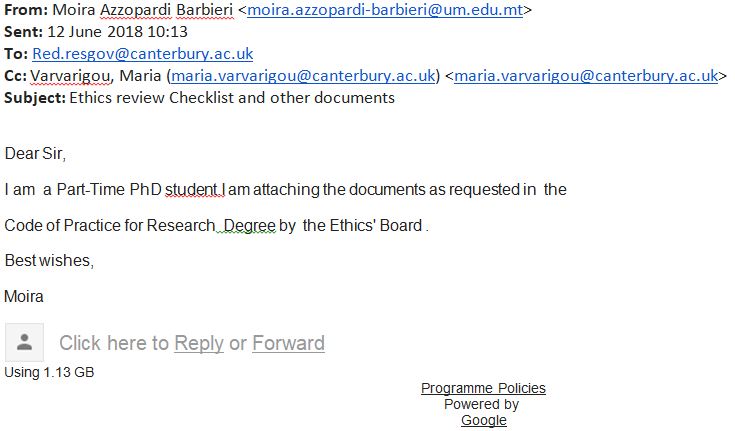 From: Moira Azzopardi Barbieri <moira.azzopardi-barbieri@um.edu.mt>
Sent: 12 June 2018 10:13
To: Red.resgov@canterbury.ac.uk
Cc: Varvarigou, Maria (maria.varvarigou@canterbury.ac.uk) <maria.varvarigou@canterbury.ac.uk>
Subject: Ethics review Checklist and other documents
Dear Sir,
I am a Part-Time PhD student.I am attaching the documents as requested in the
Code of Practice for Research Degree by the Ethics' Board .
Best wishes,
Moira
Click here to Reply or Forward
Using 1.13 GB
Programme Policies
Powered by
Google